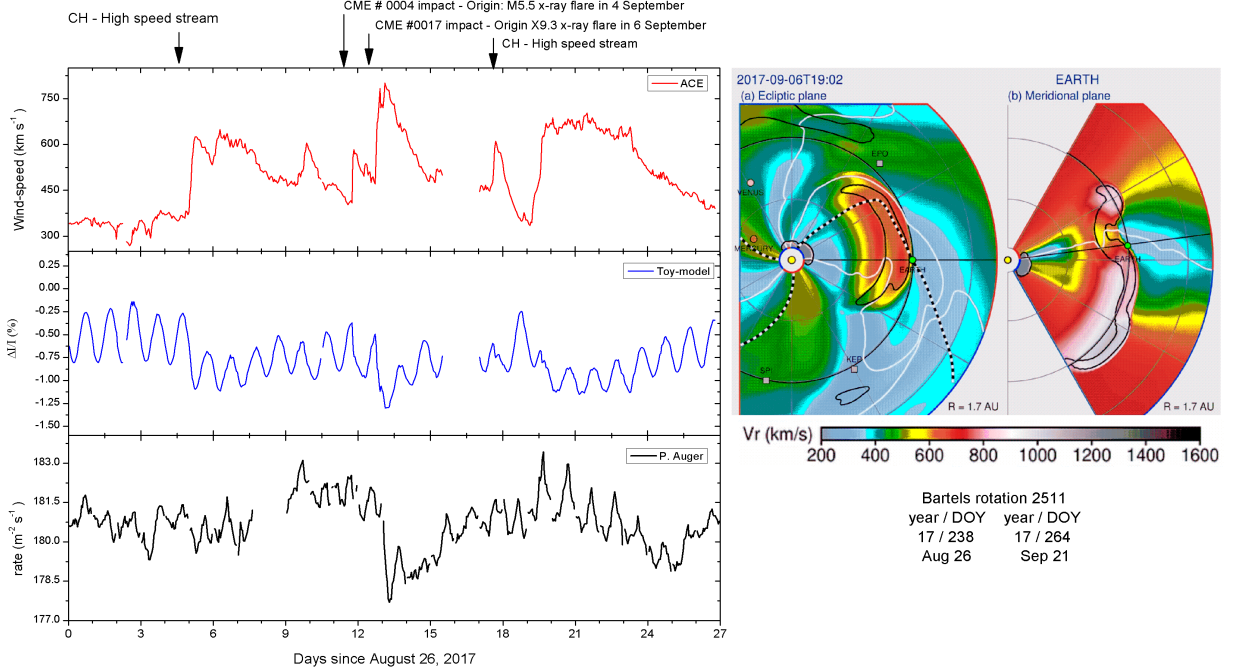 CME # 0004 impact - Origin: M5.5 x-ray flare in 4 September
CH - High speed stream
CME #0017 impact - Origin X9.3 x-ray flare in 6 September
CH - High speed stream
ACE
Wind-speed (km s⁻¹)
750
600
450
300
Toy-model
ΔI/I (%)
0.25
0.00
-0.25
-0.50
-0.75
-1.00
-1.25
-1.50
P. Auger
rate (m⁻² s⁻¹)
183.0
181.5
180.0
178.5
177.0
0 3 6 9 12 15 18 21 24 27
Days since August 26, 2017
2017-09-06T19:02 EARTH
(a) Ecliptic plane (b) Meridional plane
EPO
VENUS
MERCURY
EARTH
EARTH
KEP
SPI
R = 1.7 AU R = 1.7 AU
Vr (km/s)
200 400 600 800 1000 1200 1400 1600
Bartels rotation 2511
year / DOY year / DOY
17 / 238 17 / 264
Aug 26 Sep 21